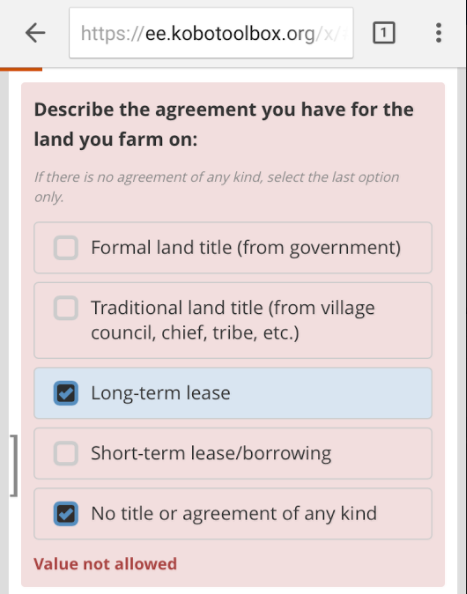 https://ee.kobotoolbox.org/x/
1
Describe the agreement you have for the
land you farm on:
If there is no agreement of any kind, select the last option
only.
Formal land title (from government)
Traditional land title (from village
council, chief, tribe, etc.)
Long-term lease
Short-term lease/borrowing
No title or agreement of any kind
Value not allowed